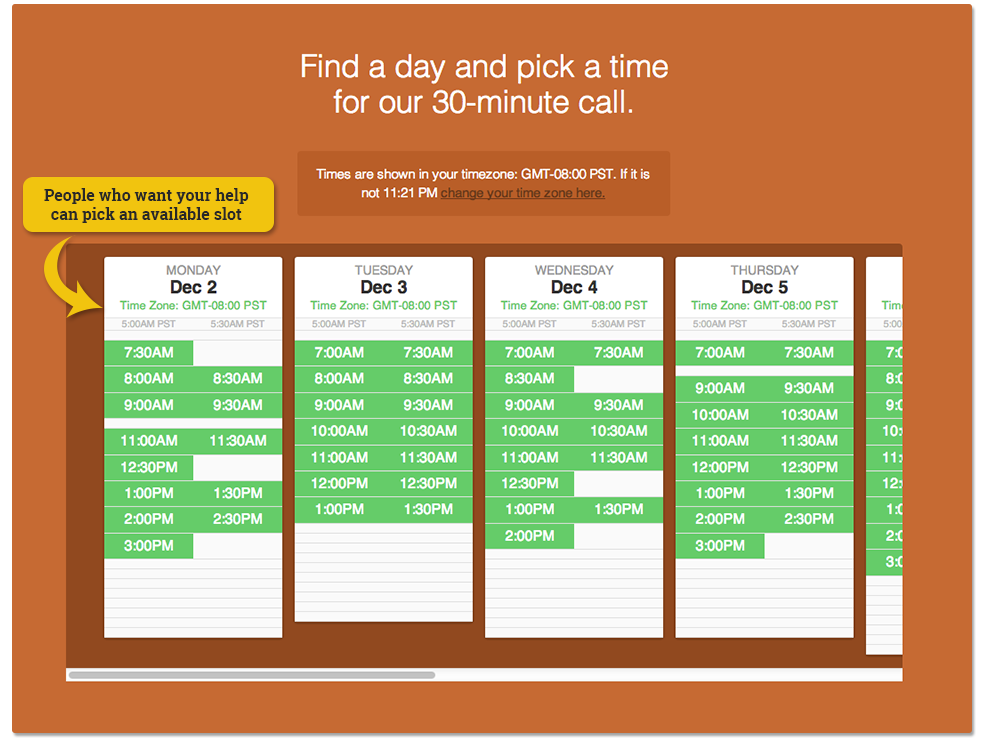 Find a day and pick a time
for our 30-minute call.
Times are shown in your timezone: GMT-08:00 PST. If it is
not 11:21 PM change your time zone here.
People who want your help
can pick an available slot
MONDAY
Dec 2
Time Zone: GMT-08:00 PST
5:00AM PST 5:30AM PST
7:30AM
8:00AM 8:30AM
9:00AM 9:30AM
11:00AM 11:30AM
12:30PM
1:00PM 1:30PM
2:00PM 2:30PM
3:00PM
TUESDAY
Dec 3
Time Zone: GMT-08:00 PST
5:00AM PST 5:30AM PST
7:00AM 7:30AM
8:00AM 8:30AM
9:00AM 9:30AM
10:00AM 10:30AM
11:00AM 11:30AM
12:00PM 12:30PM
1:00PM 1:30PM
WEDNESDAY
Dec 4
Time Zone: GMT-08:00 PST
5:00AM PST 5:30AM PST
7:00AM 7:30AM
8:30AM
9:00AM 9:30AM
10:00AM 10:30AM
11:00AM 11:30AM
12:30PM
1:00PM 1:30PM
2:00PM
THURSDAY
Dec 5
Time Zone: GMT-08:00 PST
5:00AM PST 5:30AM PST
7:00AM 7:30AM
9:00AM 9:30AM
10:00AM 10:30AM
11:00AM 11:30AM
12:00PM 12:30PM
1:00PM 1:30PM
2:00PM 2:30PM
3:00PM